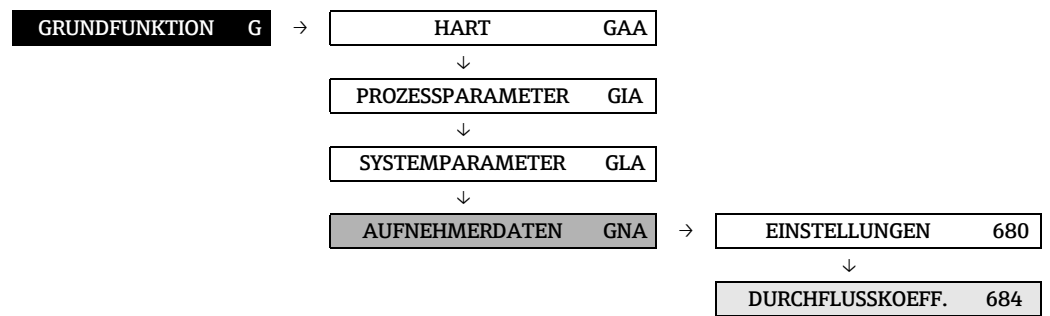 GRUNDFUNKTION G → HART GAA
↓
PROZESSPARAMETER GIA
↓
SYSTEMPARAMETER GLA
↓
AUFNEHMERDATEN GNA → EINSTELLUNGEN 680
↓
DURCHFLUSSKOEFF. 684